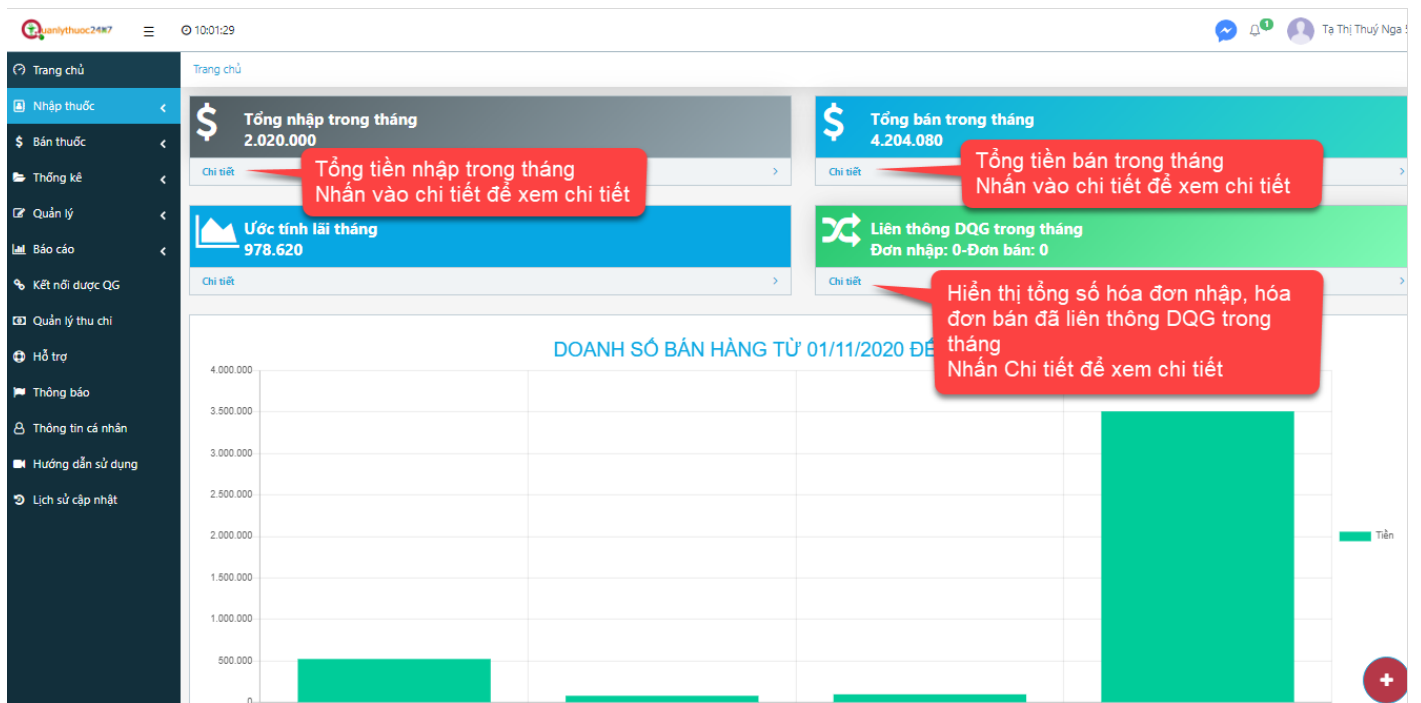 Quanlythuoc24x7
10:01:29
1
Tạ Thị Thuý Nga
Trang chủ
Nhập thuốc
Bán thuốc
Thống kê
Quản lý
Báo cáo
Kết nối dược QG
Quản lý thu chi
Hỗ trợ
Thông báo
Thông tin cá nhân
Hướng dẫn sử dụng
Lịch sử cập nhật
Trang chủ
Tổng nhập trong tháng
2.020.000
Chi tiết
Tổng tiền nhập trong tháng
Nhấn vào chi tiết để xem chi tiết
Tổng bán trong tháng
4.204.080
Chi tiết
Tổng tiền bán trong tháng
Nhấn vào chi tiết để xem chi tiết
Ước tính lãi tháng
978.620
Chi tiết
Liên thông DQG trong tháng
Đơn nhập: 0-Đơn bán: 0
Chi tiết
Hiển thị tổng số hóa đơn nhập, hóa
đơn bán đã liên thông DQG trong
tháng
Nhấn Chi tiết để xem chi tiết
DOANH SỐ BÁN HÀNG TỪ 01/11/2020
4.000.000
3.500.000
3.000.000
2.500.000
2.000.000
1.500.000
1.000.000
500.000
0
Tiền